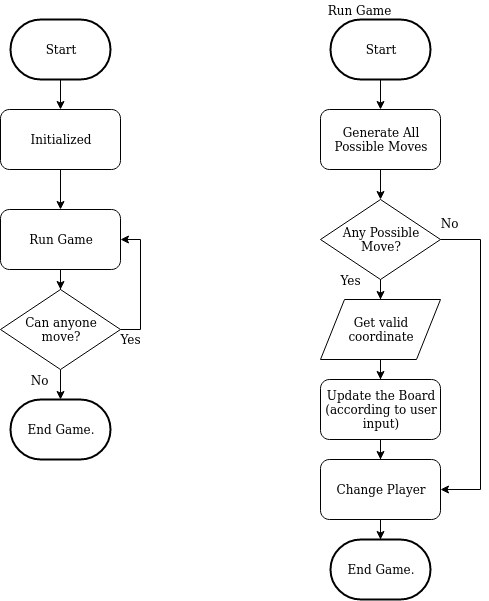 Start
Initialized
Run Game
Can anyone
move?
Yes
No
End Game.
Run Game
Start
Generate All
Possible Moves
Any Possible
Move?
No
Yes
Get valid
coordinate
Update the Board
(according to user
input)
Change Player
End Game.